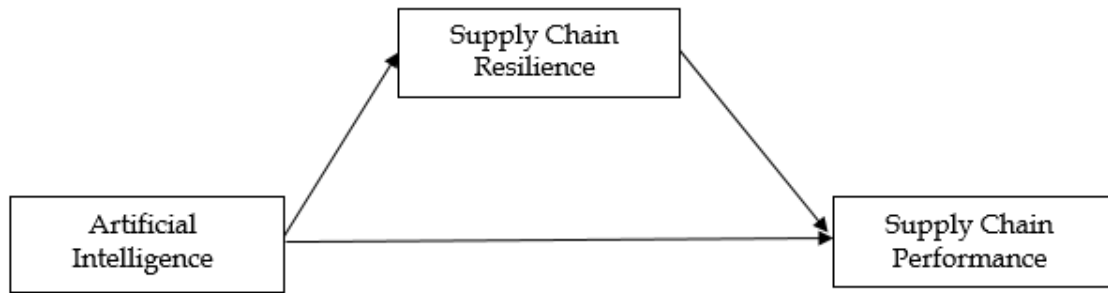 Supply Chain
Resilience
Artificial
Intelligence
Supply Chain
Performance